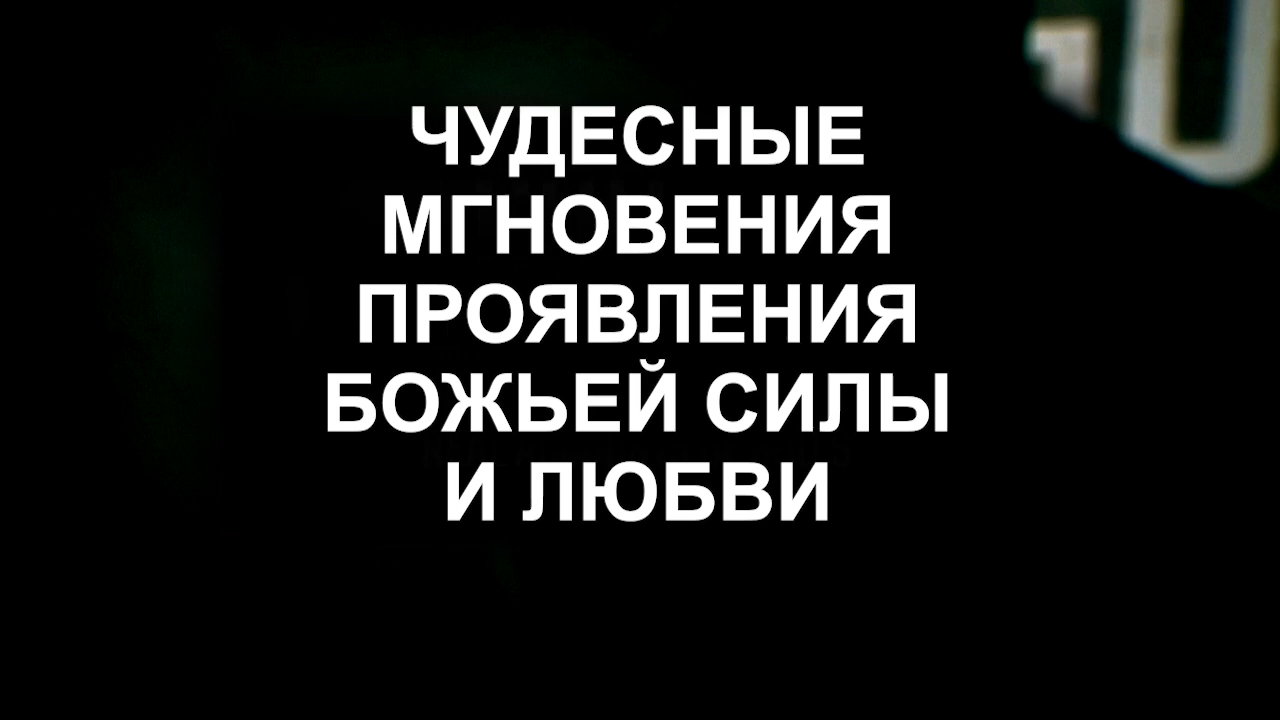 ЧУДЕСНЫЕ
МГНОВЕНИЯ
ПРОЯВЛЕНИЯ
БОЖЬЕЙ СИЛЫ
И ЛЮБВИ